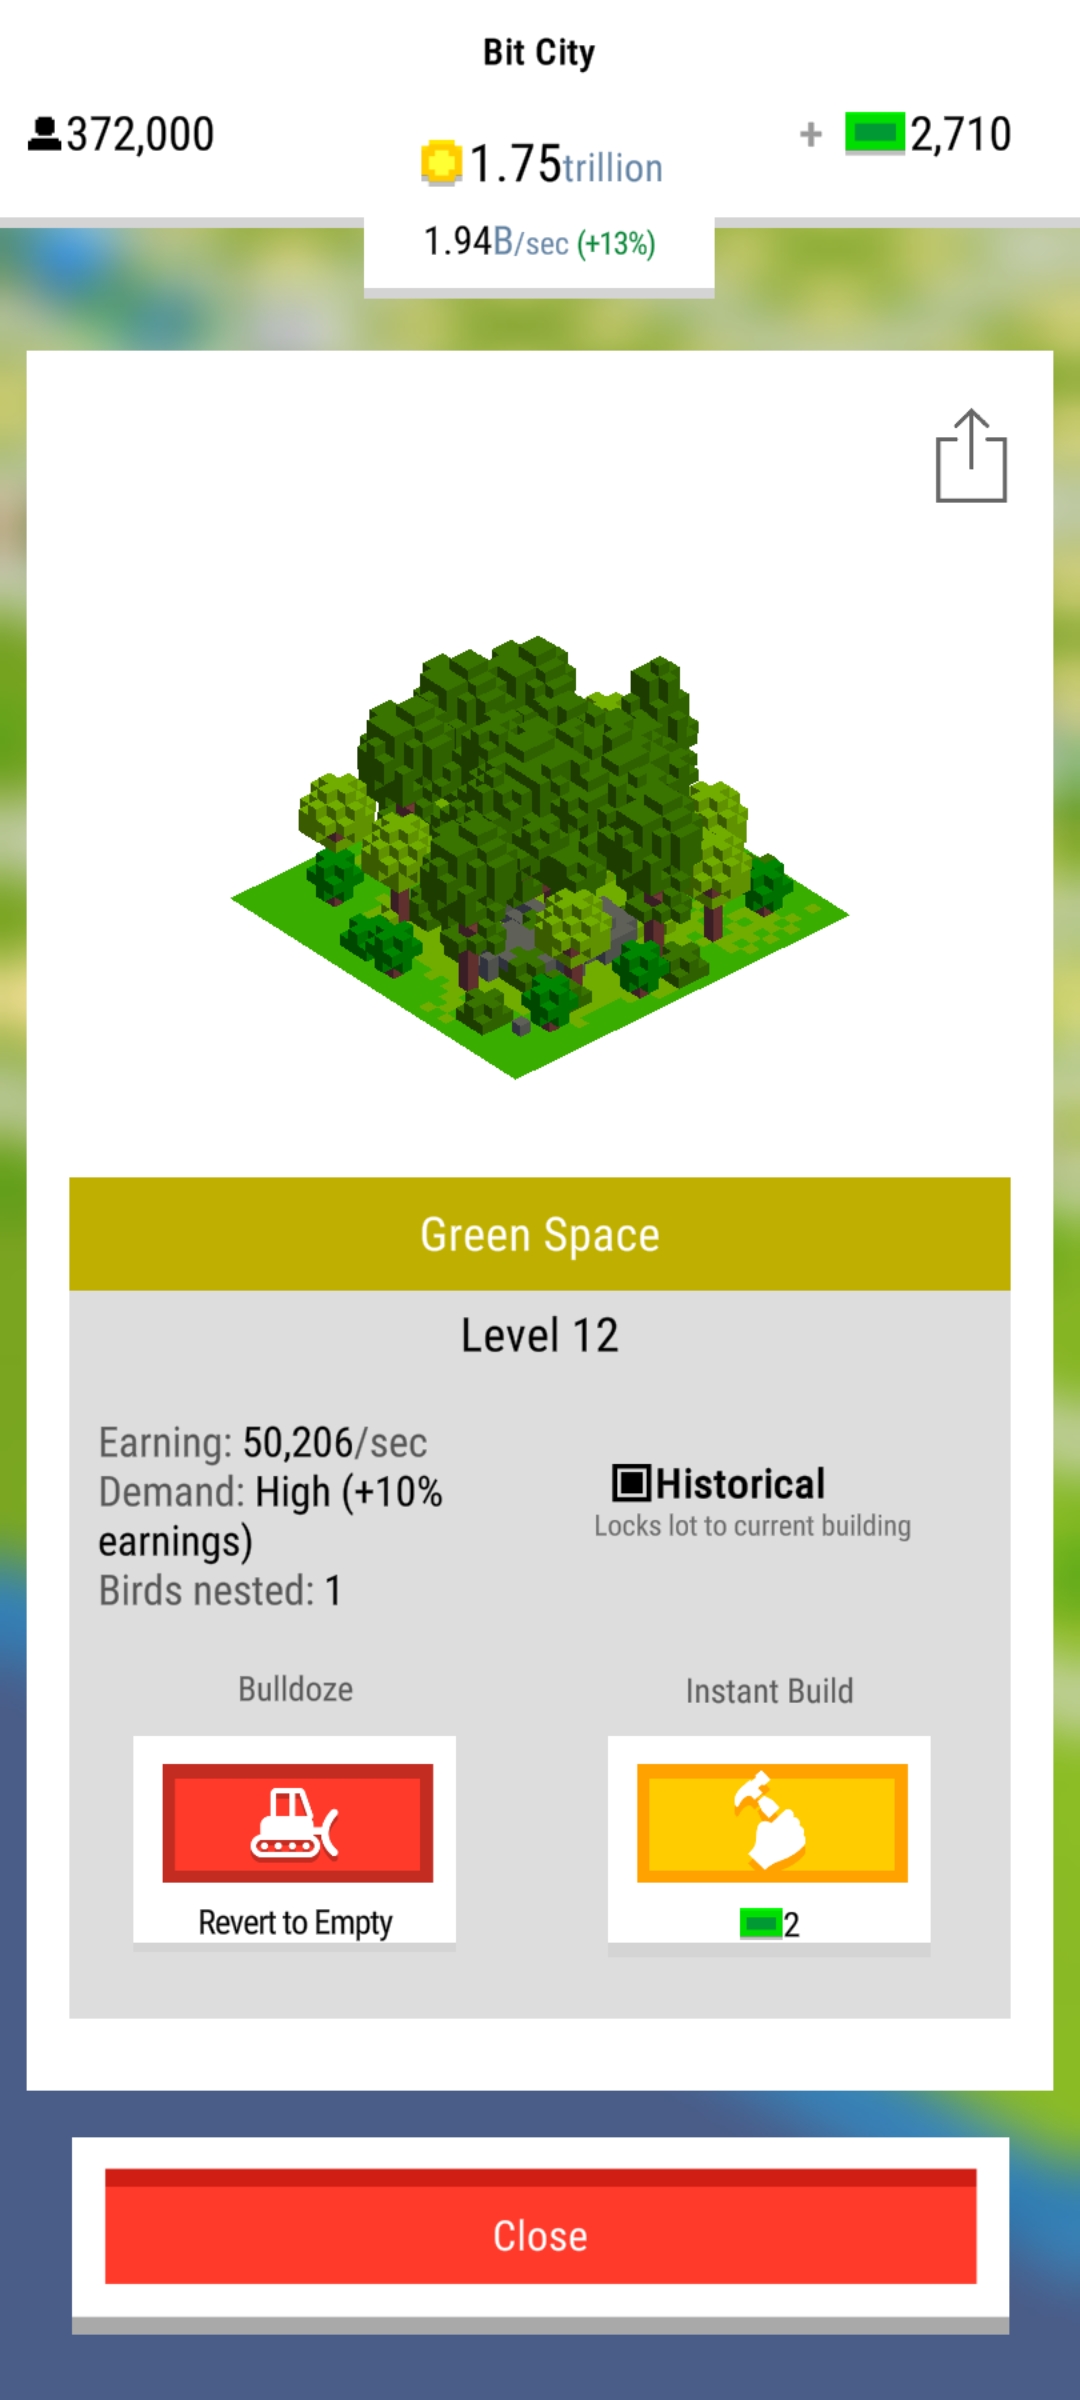 Bit City
372,000
1.75trillion
+ 2,710
1.94B/sec (+13%)
Green Space
Level 12
Earning: 50,206/sec
Demand: High (+10%
earnings)
Birds nested: 1
Historical
Locks lot to current building
Bulldoze
Revert to Empty
Instant Build
2
Close